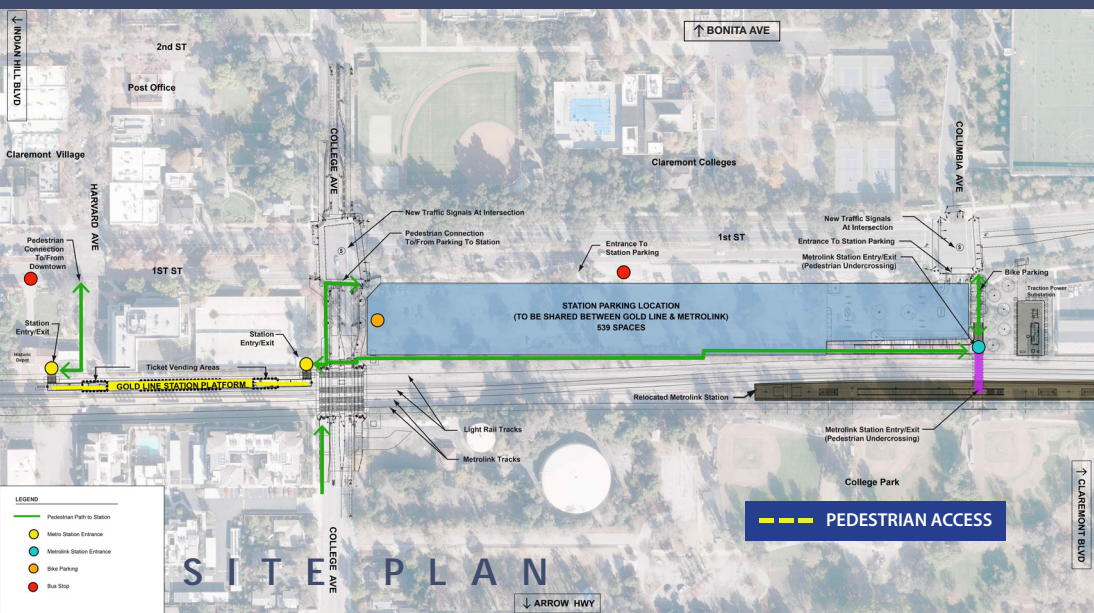 ← INDIAN HILL BLVD
2nd ST
↑ BONITA AVE
Post Office
Claremont Village
COLLEGE AVE
COLUMBIA AVE
Claremont Colleges
HARVARD AVE
New Traffic Signals At Intersection
New Traffic Signals
At Intersection
Pedestrian
Connection
To/From
Downtown
Pedestrian Connection
To/From Parking To Station
1st ST
Entrance To
Station Parking
Entrance To Station Parking
Metrolink Station Entry/Exit
(Pedestrian Undercrossing)
1ST ST
Bike Parking
Traction Power
Substation
STATION PARKING LOCATION
(TO BE SHARED BETWEEN GOLD LINE & METROLINK)
539 SPACES
Station
Entry/Exit
Station
Entry/Exit
Historic
Depot
Ticket Vending Areas
GOLD LINE STATION PLATFORM
Relocated Metrolink Station
Light Rail Tracks
Metrolink Station Entry/Exit
(Pedestrian Undercrossing)
Metrolink Tracks
College Park
↑ CLAREMONT BLVD
LEGEND
Pedestrian Path to Station
Metro Station Entrance
Metrolink Station Entrance
Bike Parking
Bus Stop
PEDESTRIAN ACCESS
COLLEGE AVE
SITE PLAN
↓ ARROW HWY